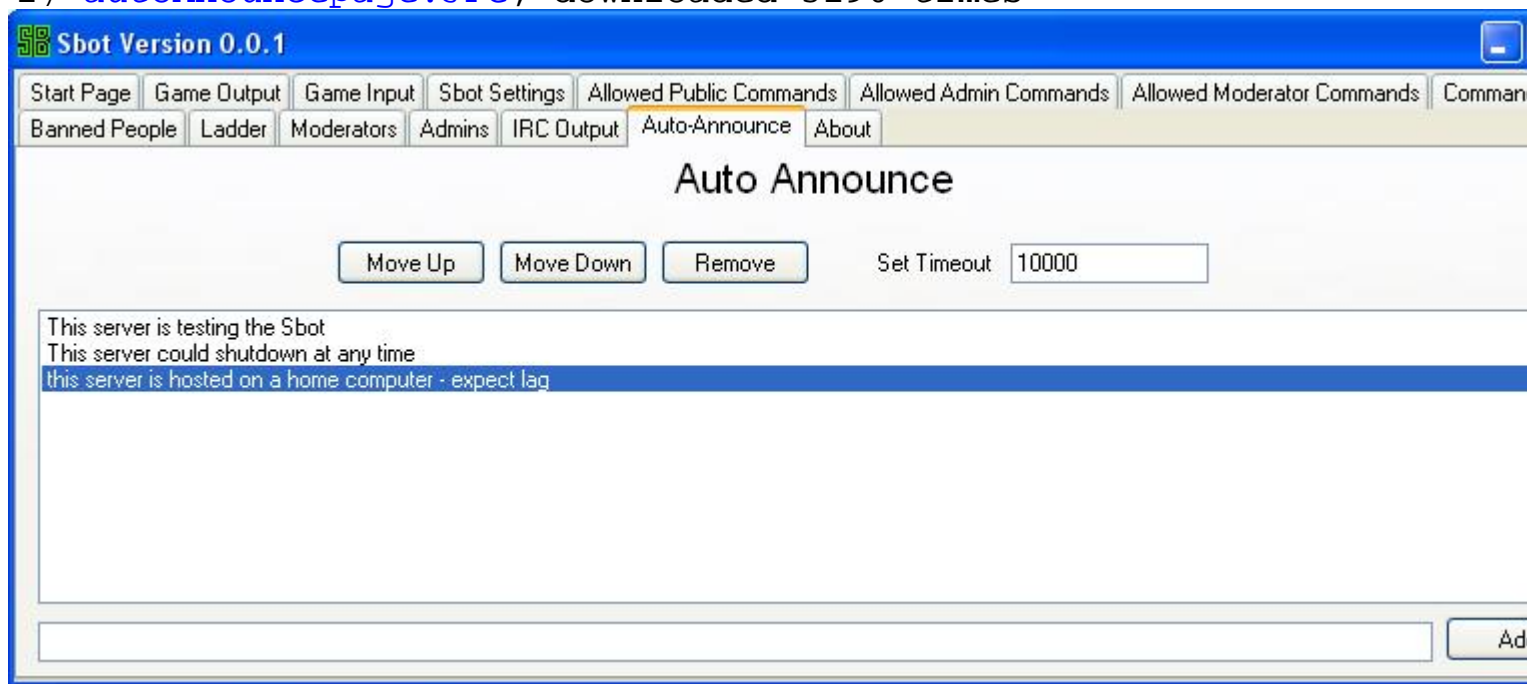 Sbot Version 0.0.1
Start Page Game Output Game Input Sbot Settings Allowed Public Commands Allowed Admin Commands Allowed Moderator Commands
Banned People Ladder Moderators Admins IRC Output Auto-Announce About
Auto Announce
Move Up Move Down Remove Set Timeout 10000
This server is testing the Sbot
This server could shutdown at any time
this server is hosted on a home computer - expect lag